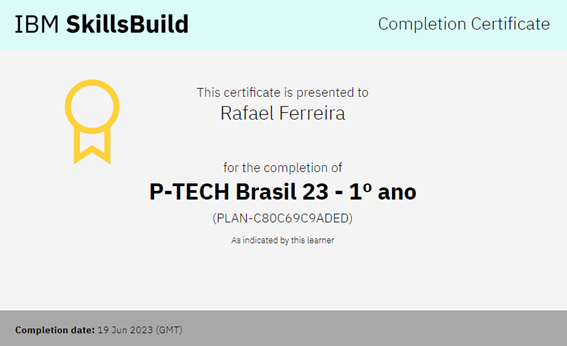 IBM SkillsBuild
Completion Certificate
This certificate is presented to
Rafael Ferreira
for the completion of
P-TECH Brasil 23 - 1º ano
(PLAN-C80C69C9ADED)
As indicated by this learner
Completion date: 19 Jun 2023 (GMT)